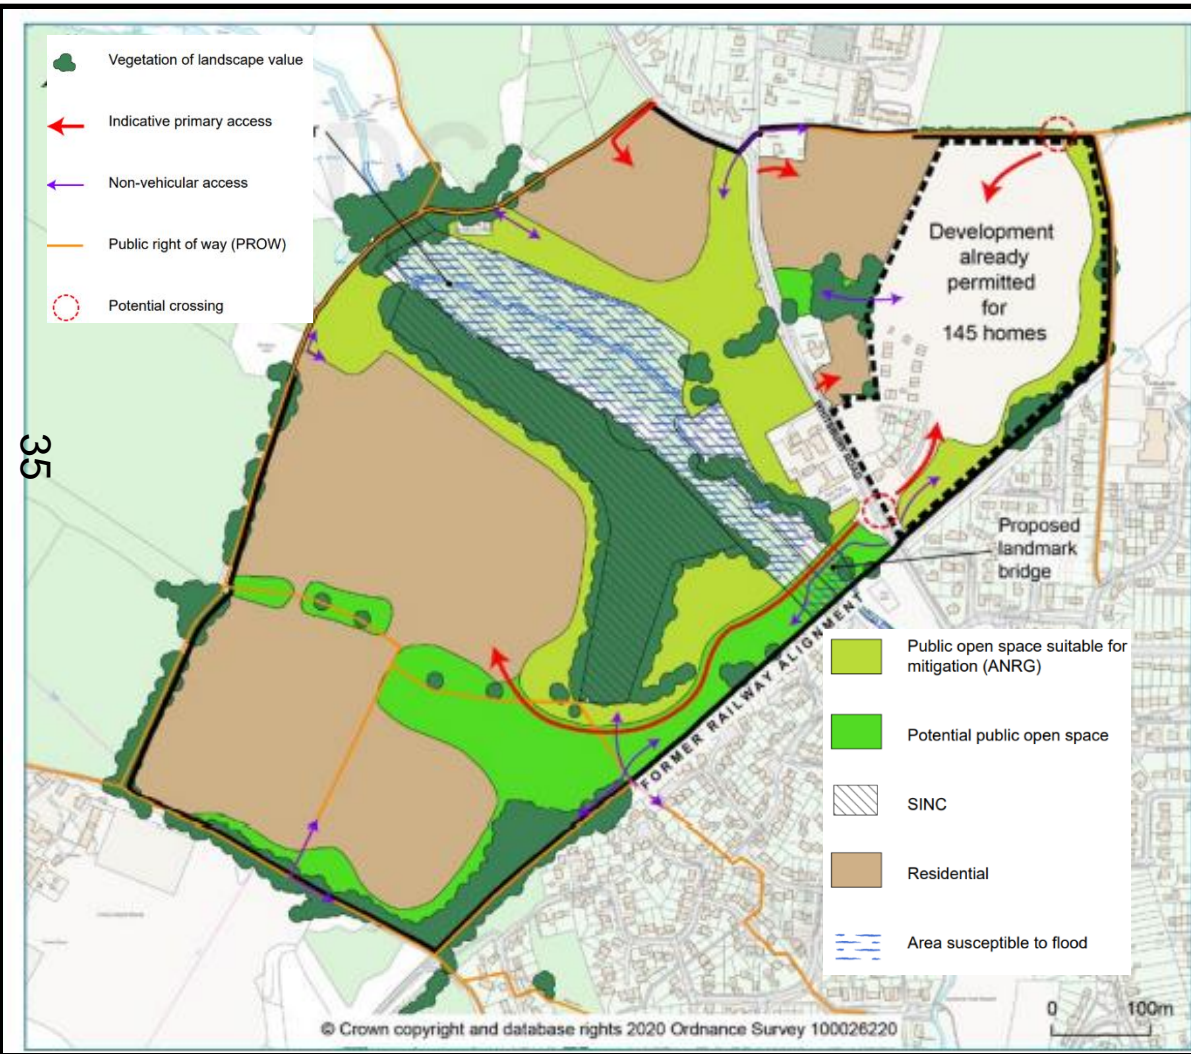 Vegetation of landscape value
Indicative primary access
Non-vehicular access
Public right of way (PROW)
Potential crossing
Development
already
permitted
for
145 homes
35
WHITSBURY ROAD
Proposed
landmark
bridge
FORMER RAILWAY ALIGNMENT
Public open space suitable for
mitigation (ANRG)
Potential public open space
SINC
Residential
Area susceptible to flood
0 100m
© Crown copyright and database rights 2020 Ordnance Survey 100026220